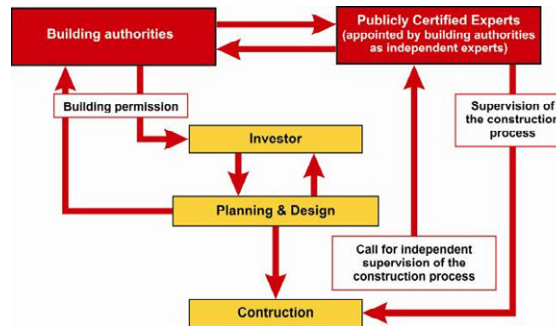 Building authorities
Publicly Certified Experts
(appointed by building authorities
as independent experts)
Building permission
Supervision of
the construction
process
Investor
Planning & Design
Call for independent
supervision of the
construction process
Contruction